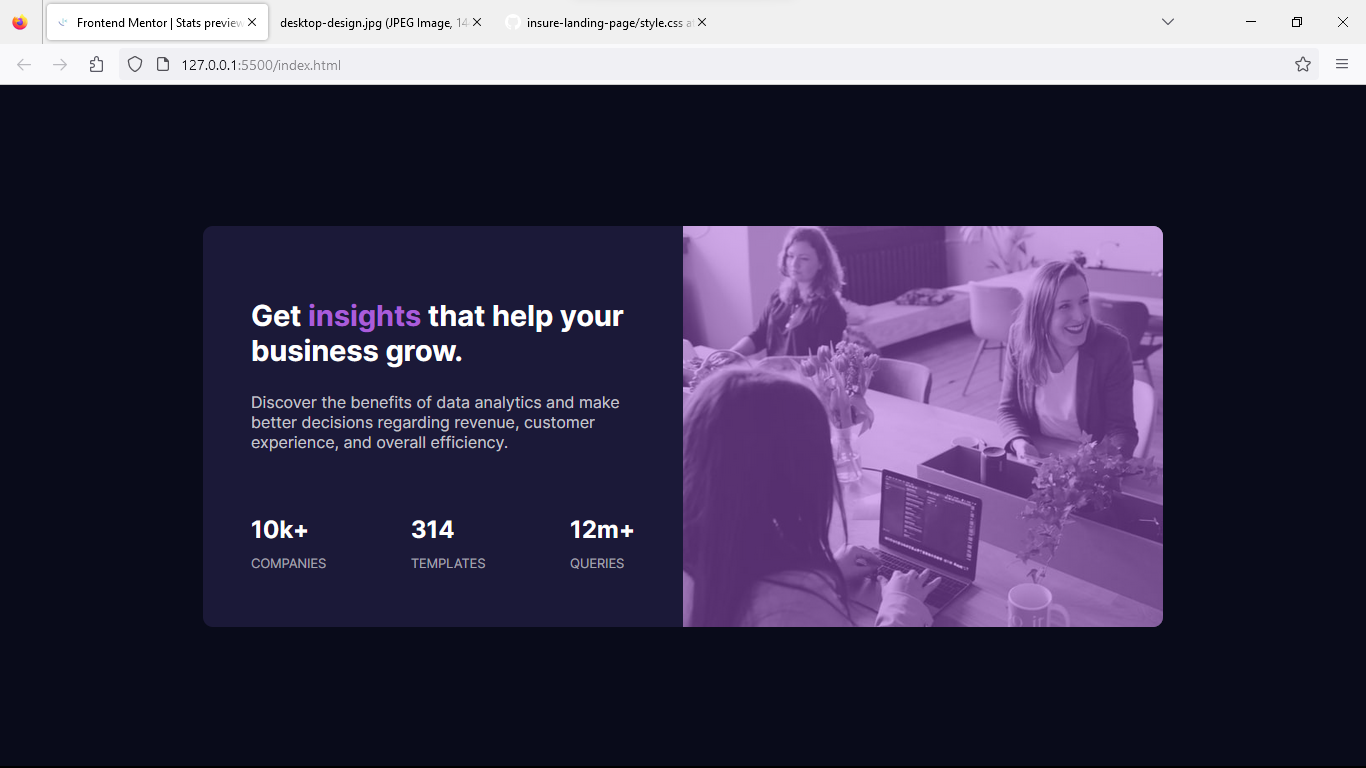 Frontend Mentor | Stats preview
desktop-design.jpg (JPEG Image, 14
insure-landing-page/style.css a
127.0.0.1:5500/index.html
Get insights that help your
business grow.
Discover the benefits of data analytics and make
better decisions regarding revenue, customer
experience, and overall efficiency.
10k+ 314 12m+
COMPANIES TEMPLATES QUERIES